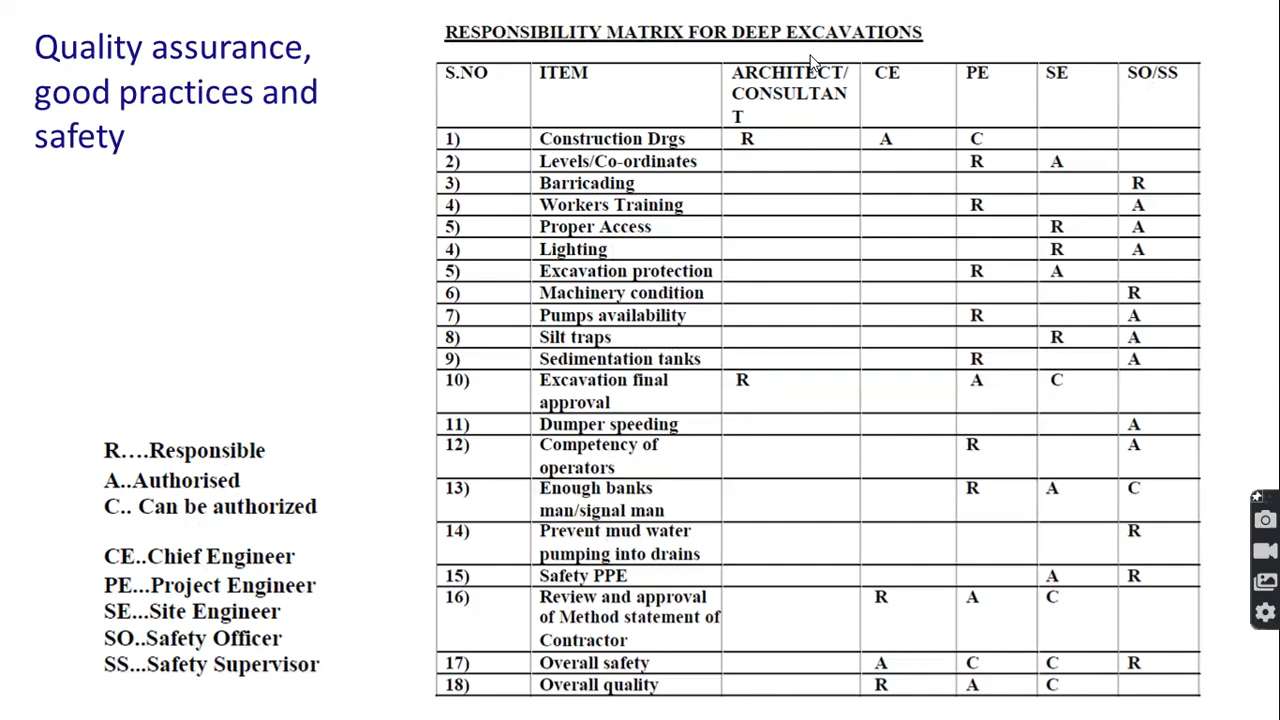 Quality assurance,
good practices and
safety
RESPONSIBILITY MATRIX FOR DEEP EXCAVATIONS
S.NO ITEM ARCHITECT/ CE PE SE SO/SS
CONSULTAN
T
1) Construction Drgs R A C
2) Levels/Co-ordinates R A
3) Barricading R
4) Workers Training R A
5) Proper Access R A
4) Lighting R A
5) Excavation protection R A
6) Machinery condition R
7) Pumps availability R A
8) Silt traps R A
9) Sedimentation tanks R A
10) Excavation final R A C
approval
11) Dumper speeding A
12) Competency of R A
operators
13) Enough banks R A C
man/signal man
14) Prevent mud water R
pumping into drains
15) Safety PPE A R
16) Review and approval R A C
of Method statement of
Contractor
17) Overall safety A C C R
18) Overall quality R A C
R….Responsible
A..Authorised
C.. Can be authorized
CE..Chief Engineer
PE...Project Engineer
SE...Site Engineer
SO..Safety Officer
SS...Safety Supervisor